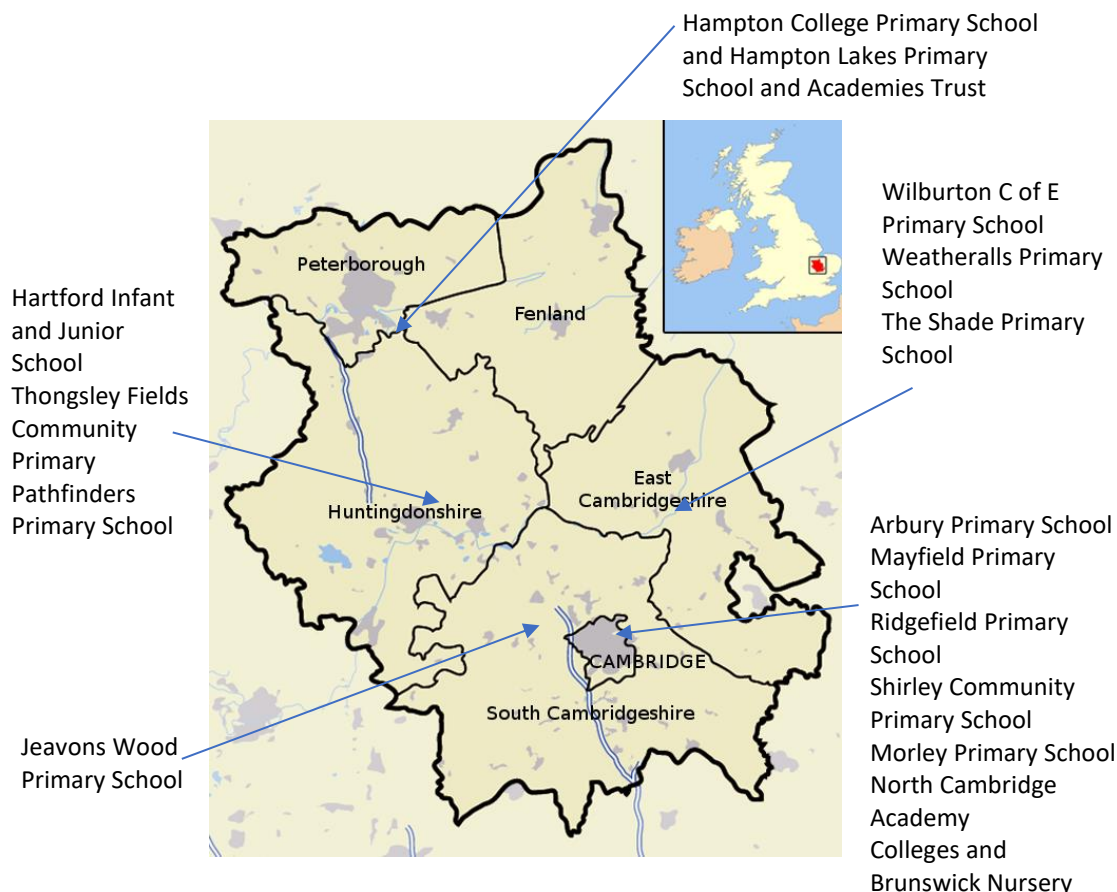 Hampton College Primary School
and Hampton Lakes Primary
School and Academies Trust
Wilburton C of E
Primary School
Weatheralls Primary
School
The Shade Primary
School
Hartford Infant
and Junior
School
Thongsley Fields
Community
Primary
Pathfinders
Primary School
Peterborough
Fenland
East
Cambridgeshire
Huntingdonshire
CAMBRIDGE
South Cambridgeshire
Arbury Primary School
Mayfield Primary
School
Ridgefield Primary
School
Shirley Community
Primary School
Morley Primary School
North Cambridge
Academy
Colleges and
Brunswick Nursery
Jeavons Wood
Primary School